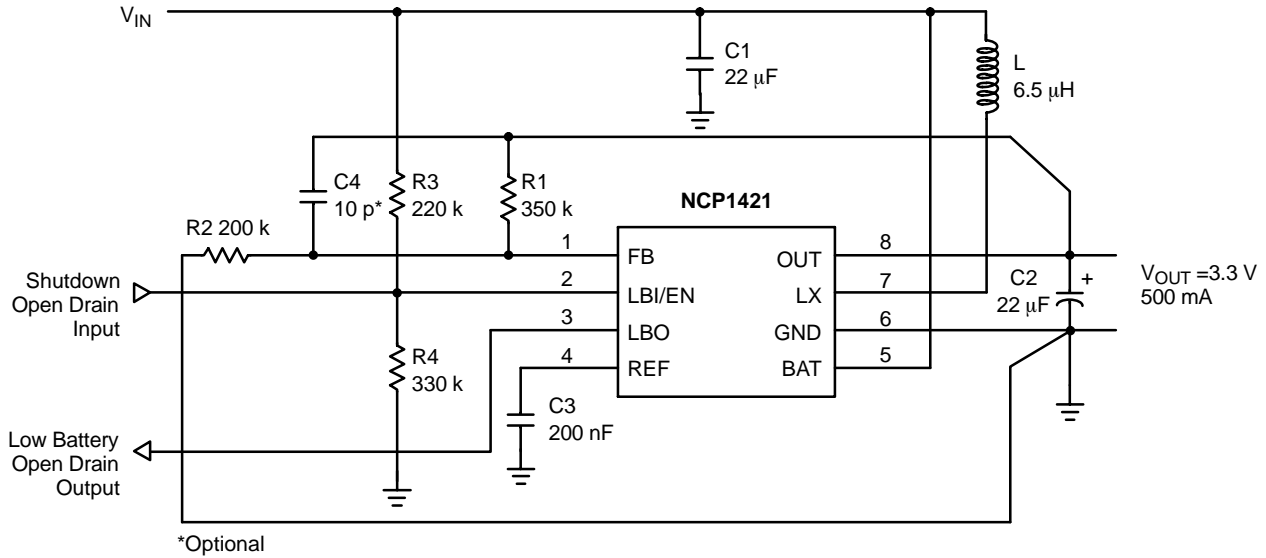 V_IN
C1
22 μF
L
6.5 μH
C4
10 p*
R3
220 k
R1
350 k
NCP1421
R2 200 k
1
FB
OUT
8
Shutdown
Open Drain
Input
2
LBI/EN
LX
7
C2
22 μF
+
V_OUT =3.3 V
500 mA
3
LBO
GND
6
R4
330 k
4
REF
BAT
5
C3
200 nF
Low Battery
Open Drain
Output
*Optional